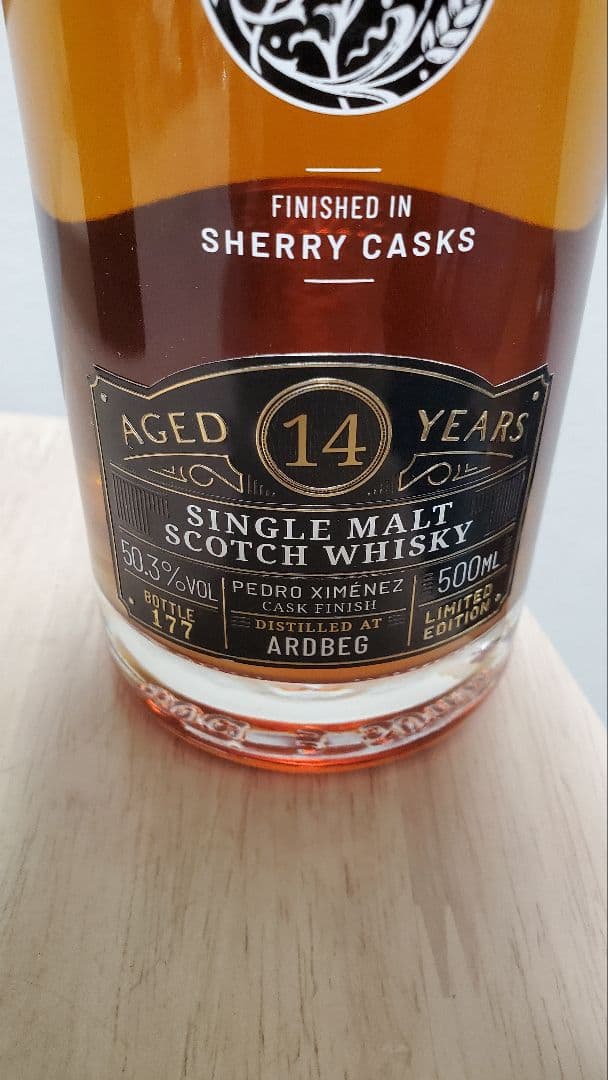 FINISHED IN
SHERRY CASKS
AGED 14 YEARS
SINGLE MALT
SCOTCH WHISKY
50.3%VOL
BOTTLE
177
PEDRO XIMÉNEZ
CASK FINISH
DISTILLED AT
ARDBEG
500ML
LIMITED
EDITION